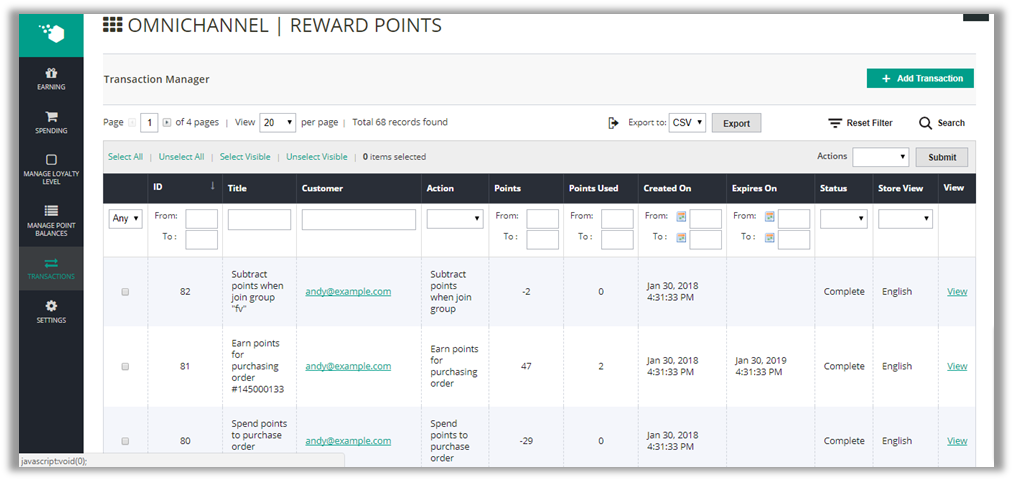 OMNICHANNEL | REWARD POINTS
EARNING
SPENDING
MANAGE LOYALTY
LEVEL
MANAGE POINT
BALANCES
TRANSACTIONS
SETTINGS
Transaction Manager
+ Add Transaction
Page 1 of 4 pages | View 20 per page | Total 68 records found
Export to: CSV Export
Reset Filter
Search
Select All | Unselect All | Select Visible | Unselect Visible | 0 items selected
Actions Submit
ID ↓ Title Customer Action Points Points Used Created On Expires On Status Store View View
Any From: From: From: From: From:
To : To : To : To : To :
82
Subtract
points when
join group
"fv"
andy@example.com
Subtract
points
when join
group
-2
0
Jan 30, 2018
4:31:33 PM
Complete
English
View
81
Earn points
for
purchasing
order
#145000133
andy@example.com
Earn points
for
purchasing
order
47
2
Jan 30, 2018
4:31:33 PM
Jan 30, 2019
4:31:33 PM
Complete
English
View
80
Spend points
to purchase
order
andy@example.com
Spend
points to
purchase
order
-29
0
Jan 30, 2018
4:31:33 PM
Complete
English
View
javascript:void(0);